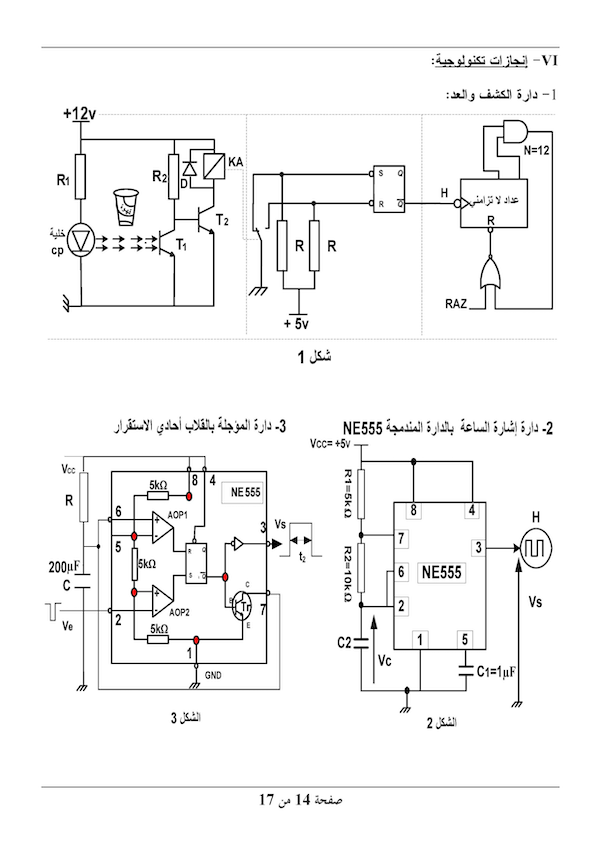 VI– إنجازات تكنولوجية:
1– دارة الكشف والعد:
+12v
R1
R2
D
KA
خلية
cp
T1
T2
R
R
+ 5v
S Q
R Q̅
H
N=12
عداد لا تزامني
R
RAZ
شكل 1
2- دارة إشارة الساعة بالدارة المندمجة NE555
VCC= +5v
R1=5kΩ
R2=10kΩ
8
4
7
3
6
2
NE555
1
5
H
Vs
C2
Vc
C1=1µF
الشكل 2
3- دارة المؤجلة بالقلاب أحادي الاستقرار
Vcc
R
5kΩ
8
4
NE555
6
AOP1
5
5kΩ
R Q
S Q̅
3
Vs
t2
200µF
C
AOP2
B
C
Tr
E
7
2
Ve
5kΩ
1
GND
الشكل 3
صفحة 14 من 17